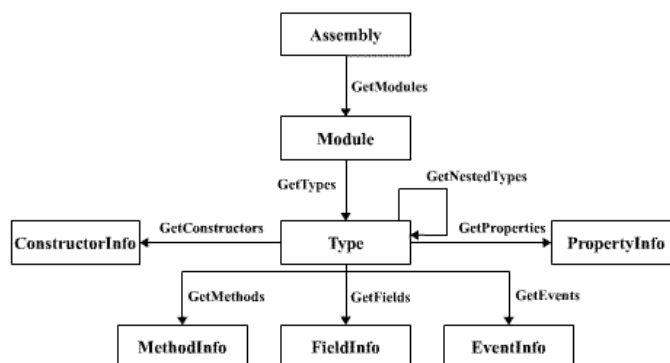 Assembly
GetModules
Module
GetTypes
GetNestedTypes
ConstructorInfo
GetConstructors
Type
GetProperties
PropertyInfo
GetMethods
GetFields
GetEvents
MethodInfo
FieldInfo
EventInfo